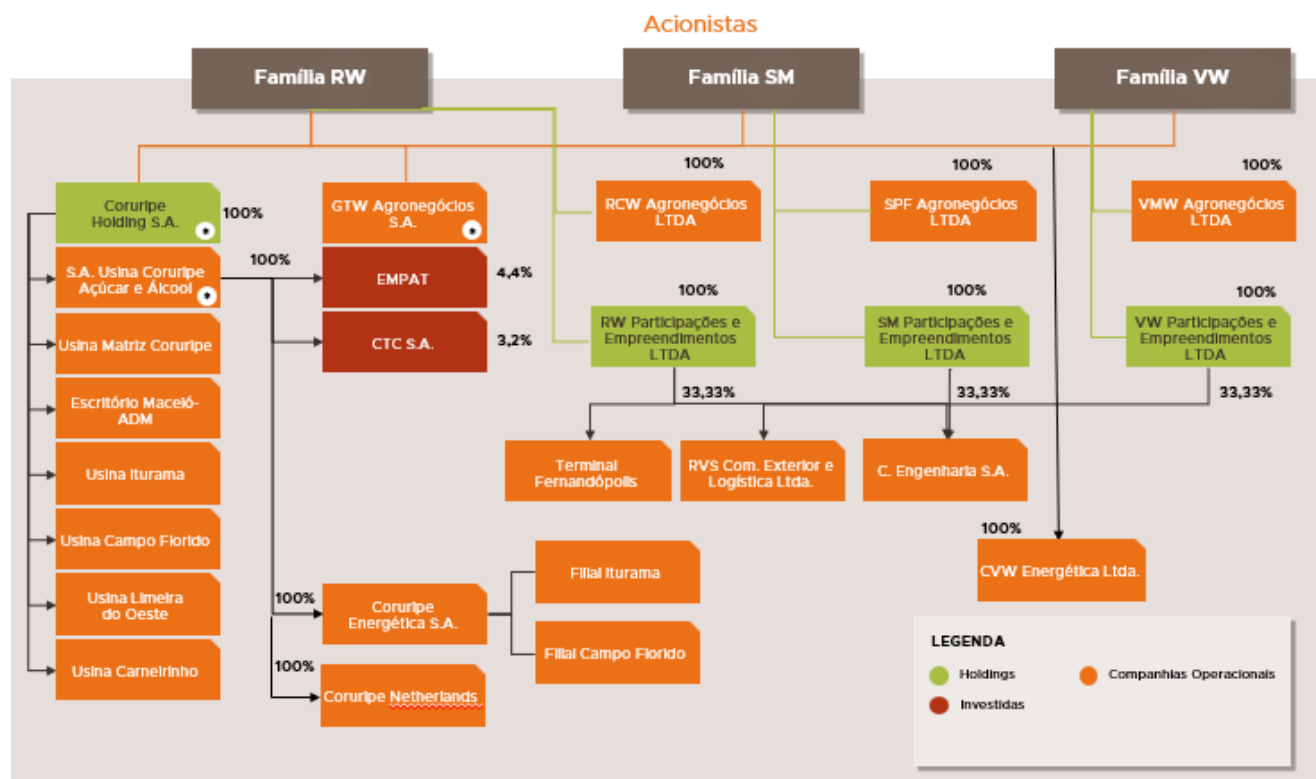 Acionistas
Família RW
Família SM
Família VW
Coruripe
Holding S.A.
*
100%
GTW Agronegócios
S.A.
*
100%
RCW Agronegócios
LTDA
100%
SPF Agronegócios
LTDA
100%
VMW Agronegócios
LTDA
S.A. Usina Coruripe
Açúcar e Álcool
*
100%
EMPAT
4,4%
CTC S.A.
3,2%
100%
RW Participações e
Empreendimentos
LTDA
100%
SM Participações e
Empreendimentos
LTDA
100%
VW Participações e
Empreendimentos
LTDA
Usina Matriz Coruripe
Escritório Maceió-
ADM
Usina Iturama
Usina Campo Florido
Usina Limeira
do Oeste
Usina Carneirinho
33,33%
33,33%
33,33%
Terminal
Fernandópolis
RVS Com. Exterior e
Logística Ltda.
C. Engenharia S.A.
100%
CVW Energética Ltda.
100%
Coruripe
Energética S.A.
Filial Iturama
Filial Campo Florido
100%
Coruripe Netherlands
LEGENDA
Holdings
Companhias Operacionais
Investidas